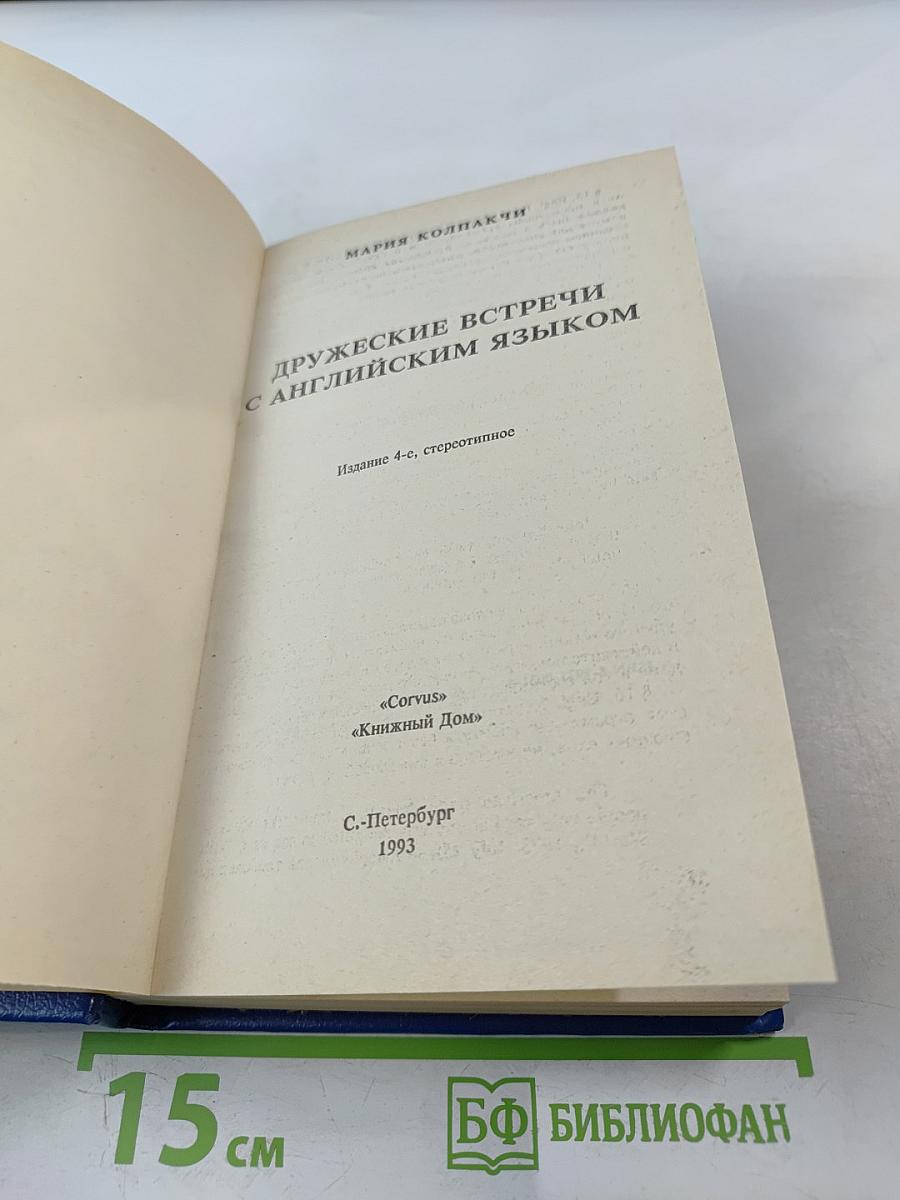 МАРИЯ КОЛПАКЧИ
ДРУЖЕСКИЕ ВСТРЕЧИ
С АНГЛИЙСКИМ ЯЗЫКОМ
Издание 4-е, стереотипное
«Corvus»
«Книжный Дом»
С.-Петербург
1993
15 см
БФ БИБЛИОФАН